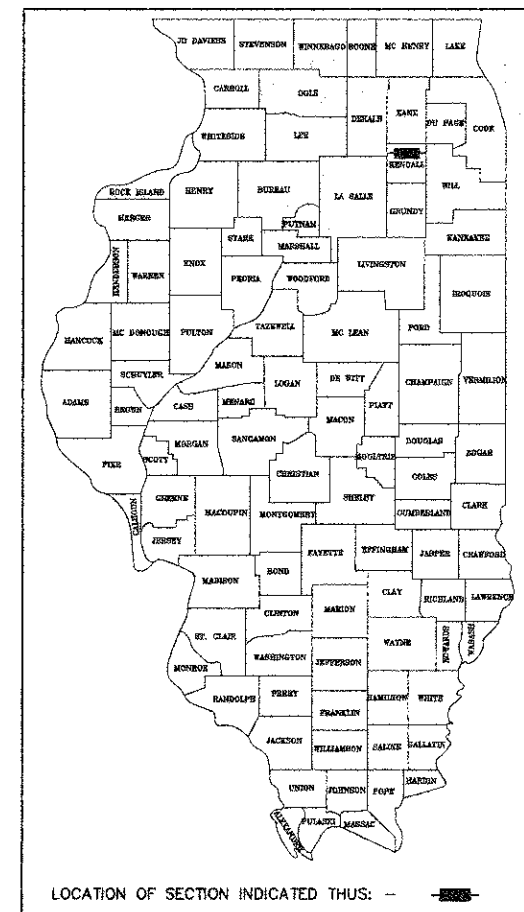 JO DAVIESS STEVENSON WINNEBAGO BOONE MC HENRY LAKE
CARROLL OGLE DEKALB KANE DU PAGE COOK
WHITESIDE LEE KENDALL WILL
ROCK ISLAND HENRY BUREAU LA SALLE GRUNDY
MERCER PUTNAM KANKAKEE
STARK MARSHALL
HENDERSON WARREN KNOX PEORIA WOODFORD LIVINGSTON IROQUOIS
HANCOCK MC DONOUGH FULTON TAZEWELL MC LEAN FORD
SCHUYLER MASON LOGAN DE WITT CHAMPAIGN VERMILION
ADAMS BROWN CASS MENARD MACON PIATT
MORGAN SANGAMON DOUGLAS EDGAR
PIKE SCOTT CHRISTIAN MOULTRIE COLES
CALHOUN GREENE MACOUPIN MONTGOMERY SHELBY CUMBERLAND CLARK
JERSEY FAYETTE EFFINGHAM JASPER CRAWFORD
MADISON BOND CLAY RICHLAND LAWRENCE
CLINTON MARION
ST. CLAIR WAYNE EDWARDS WABASH
WASHINGTON JEFFERSON
MONROE
RANDOLPH PERRY HAMILTON WHITE
FRANKLIN
JACKSON WILLIAMSON SALINE GALLATIN
UNION JOHNSON POPE HARDIN
ALEXANDER PULASKI MASSAC
LOCATION OF SECTION INDICATED THUS: -